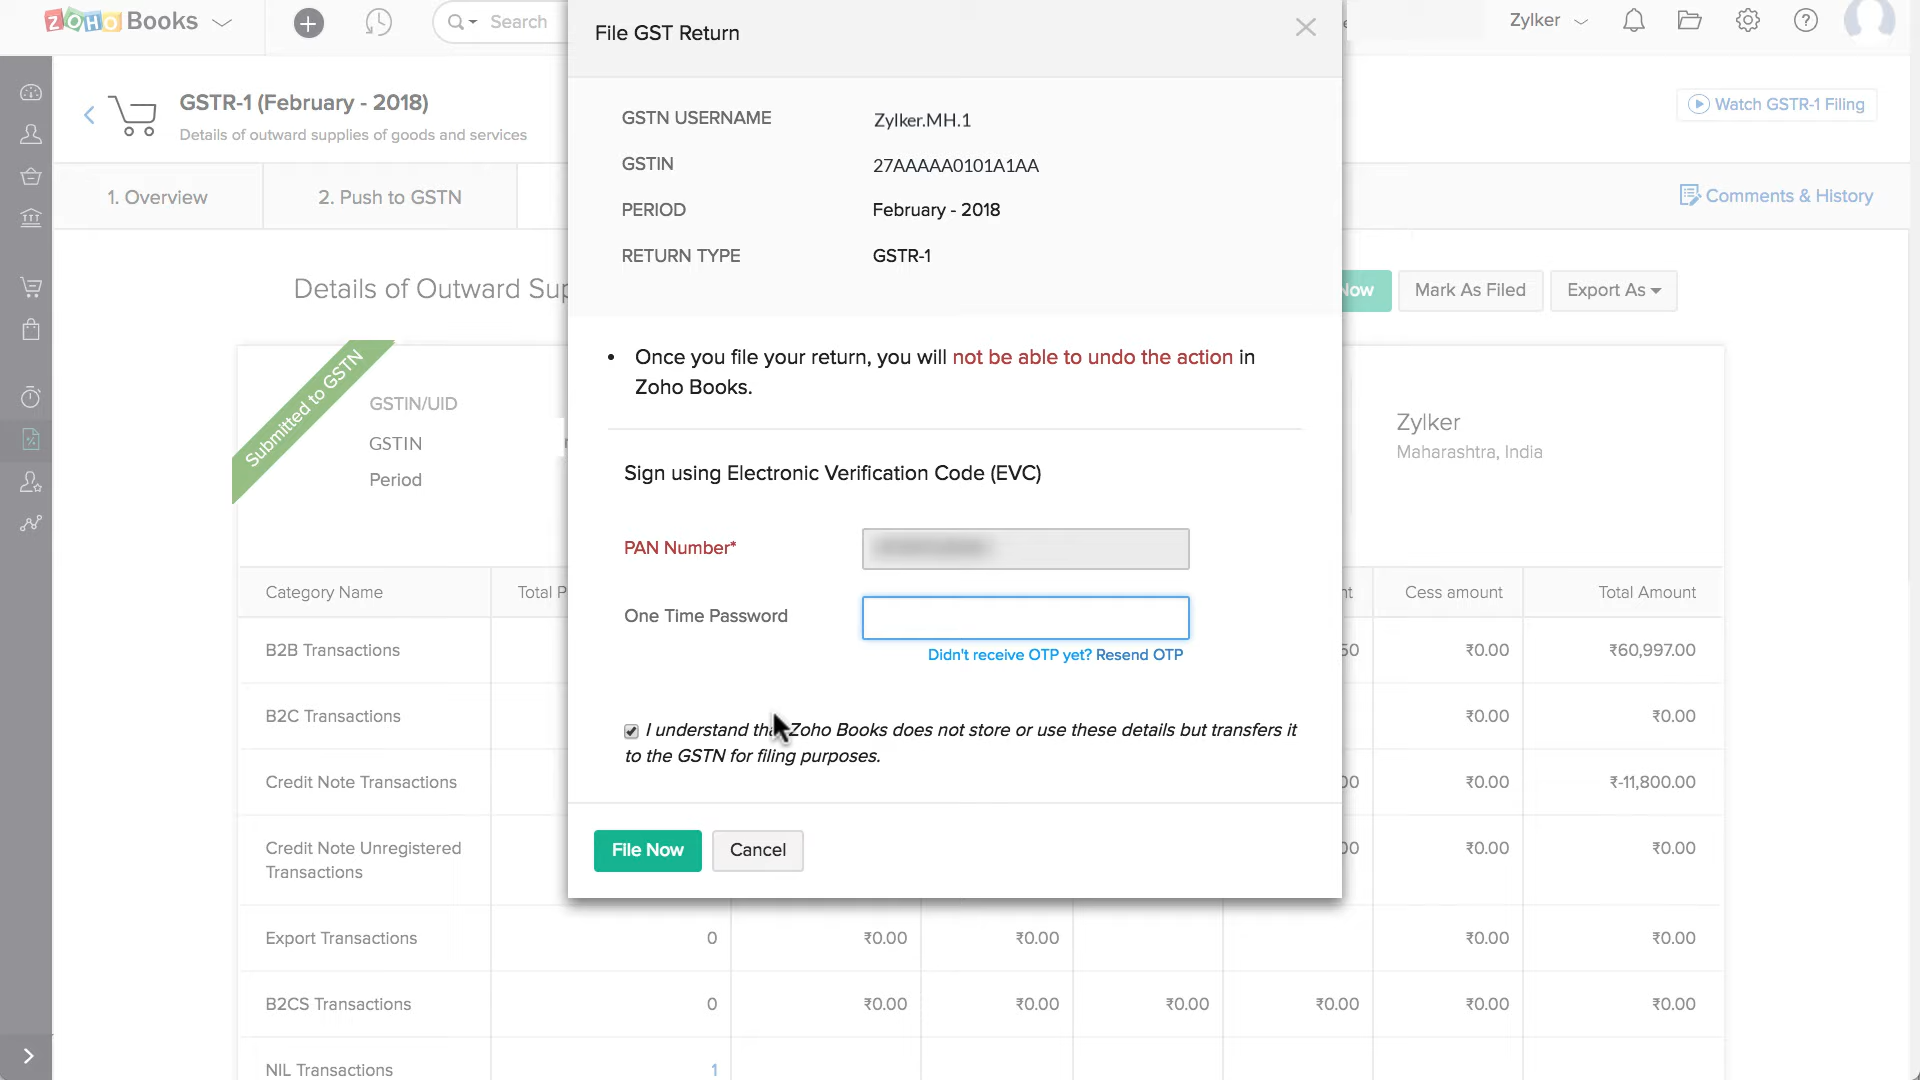 ZOHO Books
Search
Zylker
File GST Return
GSTR-1 (February - 2018)
Details of outward supplies of goods and services
Watch GSTR-1 Filing
GSTN USERNAME Zylker.MH.1
GSTIN 27AAAAA0101A1AA
PERIOD February - 2018
RETURN TYPE GSTR-1
1. Overview
2. Push to GSTN
Comments & History
Details of Outward Sup
Now
Mark As Filed
Export As
Submitted to GSTN
GSTIN/UID
GSTIN
Period
Zylker
Maharashtra, India
• Once you file your return, you will not be able to undo the action in
Zoho Books.
Sign using Electronic Verification Code (EVC)
PAN Number*
One Time Password
Didn't receive OTP yet? Resend OTP
I understand tha Zoho Books does not store or use these details but transfers it
to the GSTN for filing purposes.
File Now
Cancel
Category Name Total P nt Cess amount Total Amount
B2B Transactions 50 ₹0.00 ₹60,997.00
B2C Transactions ₹0.00 ₹0.00
Credit Note Transactions 00 ₹0.00 ₹-11,800.00
Credit Note Unregistered 00 ₹0.00 ₹0.00
Transactions
Export Transactions 0 ₹0.00 ₹0.00 ₹0.00 ₹0.00
B2CS Transactions 0 ₹0.00 ₹0.00 ₹0.00 ₹0.00 ₹0.00 ₹0.00
NIL Transactions 1